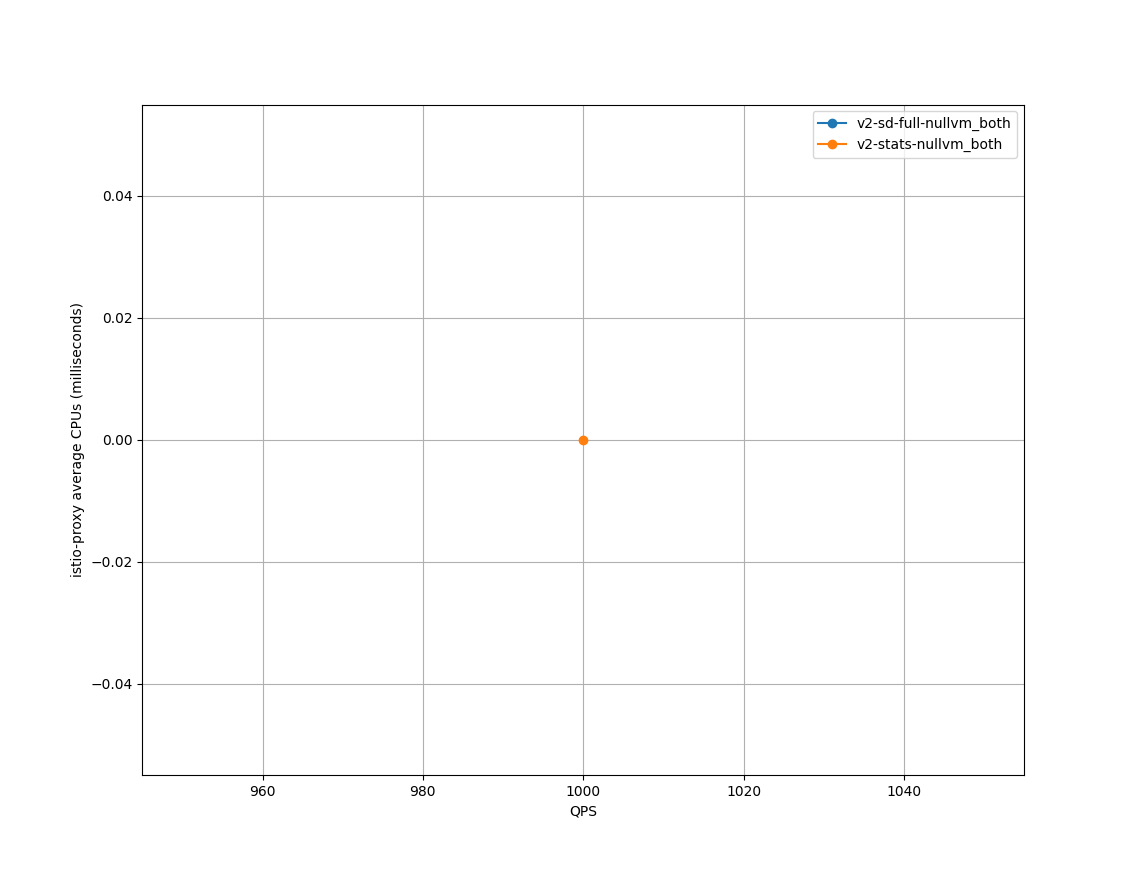 v2-sd-full-nullvm_both
v2-stats-nullvm_both
0.04
0.02
0.00
−0.02
−0.04
istio-proxy average CPUs (milliseconds)
960 980 1000 1020 1040
QPS